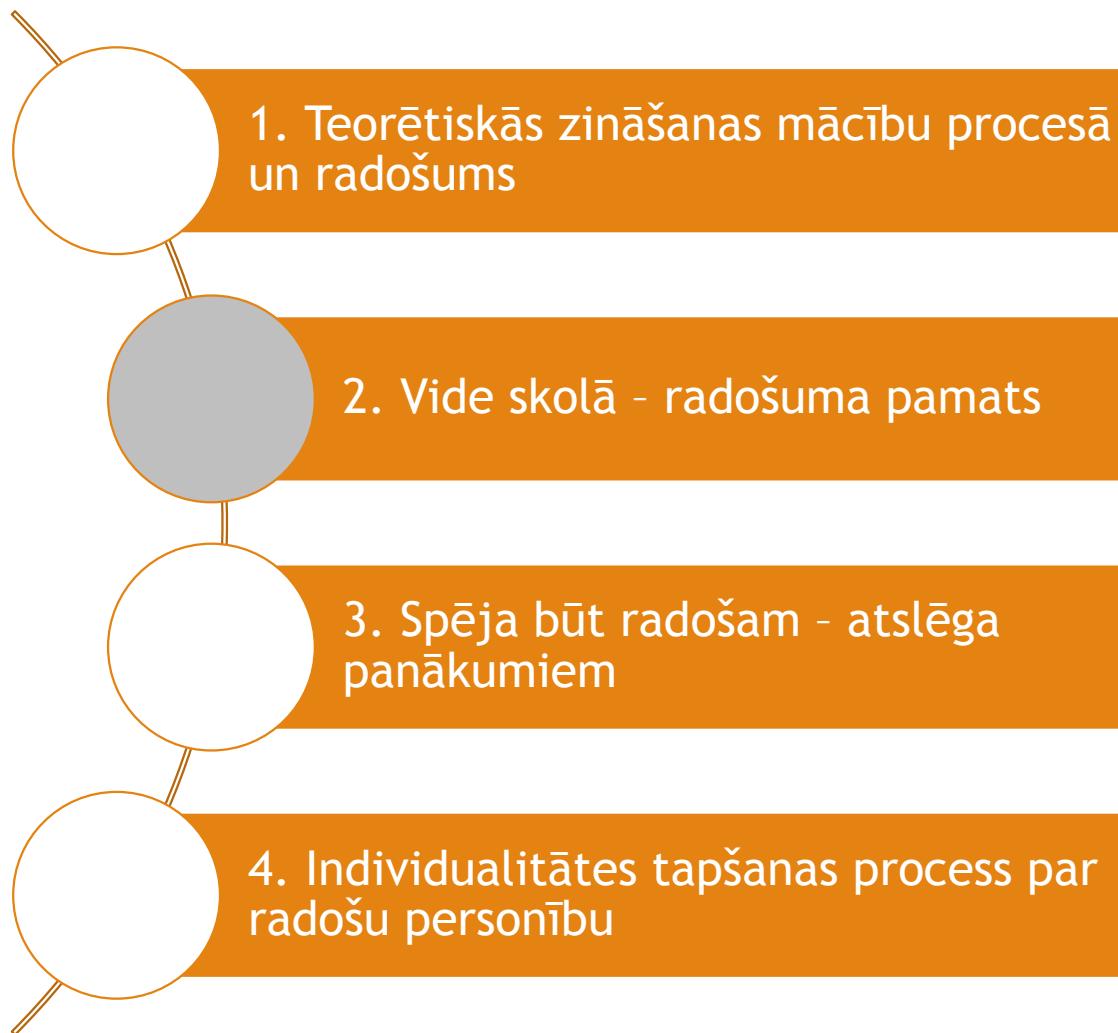 1. Teorētiskās zināšanas mācību procesā
un radošums
2. Vide skolā – radošuma pamats
3. Spēja būt radošam – atslēga
panākumiem
4. Individualitātes tapšanas process par
radošu personību